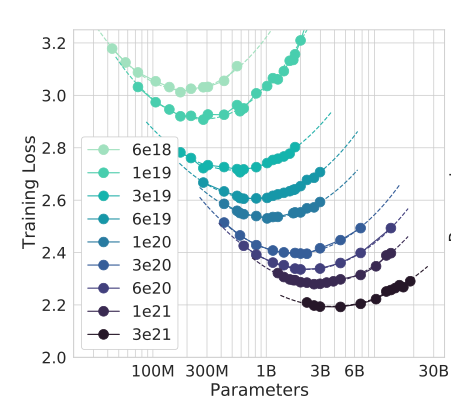 3.2
3.0
2.8
2.6
2.4
2.2
2.0
Training Loss
6e18
1e19
3e19
6e19
1e20
3e20
6e20
1e21
3e21
100M 300M 1B 3B 6B 30B
Parameters